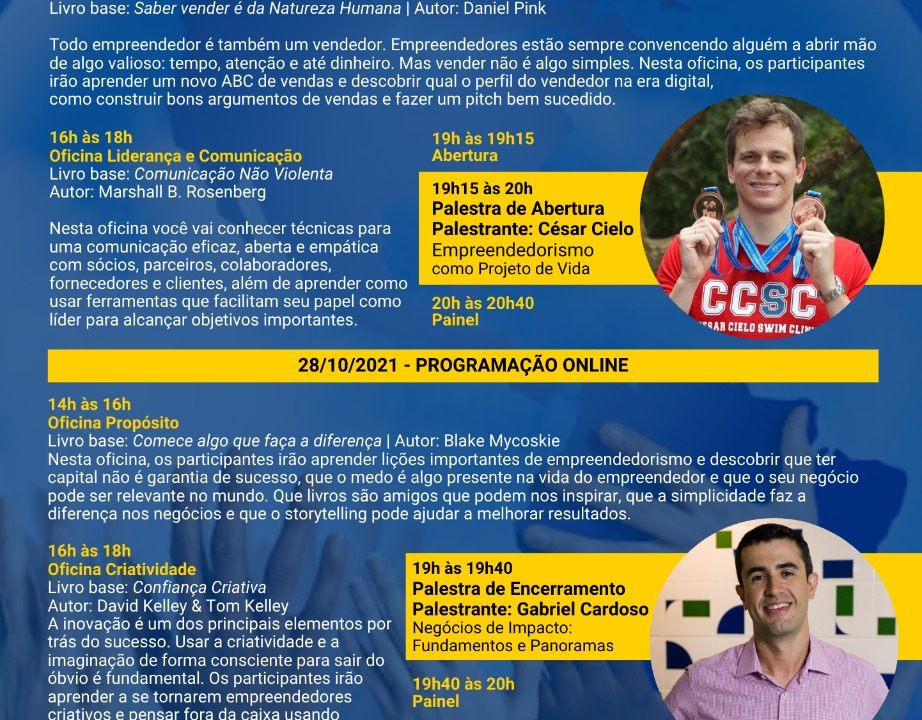 Livro base: Saber vender é da Natureza Humana | Autor: Daniel Pink
Todo empreendedor é também um vendedor. Empreendedores estão sempre convencendo alguém a abrir mão
de algo valioso: tempo, atenção e até dinheiro. Mas vender não é algo simples. Nesta oficina, os participantes
irão aprender um novo ABC de vendas e descobrir qual o perfil do vendedor na era digital,
como construir bons argumentos de vendas e fazer um pitch bem sucedido.
16h às 18h
Oficina Liderança e Comunicação
Livro base: Comunicação Não Violenta
Autor: Marshall B. Rosenberg
Nesta oficina você vai conhecer técnicas para
uma comunicação eficaz, aberta e empática
com sócios, parceiros, colaboradores,
fornecedores e clientes, além de aprender como
usar ferramentas que facilitam seu papel como
líder para alcançar objetivos importantes.
19h às 19h15
Abertura
19h15 às 20h
Palestra de Abertura
Palestrante: César Cielo
Empreendedorismo
como Projeto de Vida
20h às 20h40
Painel
CCSC
CESAR CIELO SWIM CLIN
28/10/2021 - PROGRAMAÇÃO ONLINE
14h às 16h
Oficina Propósito
Livro base: Comece algo que faça a diferença | Autor: Blake Mycoskie
Nesta oficina, os participantes irão aprender lições importantes de empreendedorismo e descobrir que ter
capital não é garantia de sucesso, que o medo é algo presente na vida do empreendedor e que o seu negócio
pode ser relevante no mundo. Que livros são amigos que podem nos inspirar, que a simplicidade faz a
diferença nos negócios e que o storytelling pode ajudar a melhorar resultados.
16h às 18h
Oficina Criatividade
Livro base: Confiança Criativa
Autor: David Kelley & Tom Kelley
A inovação é um dos principais elementos por
trás do sucesso. Usar a criatividade e a
imaginação de forma consciente para sair do
óbvio é fundamental. Os participantes irão
aprender a se tornarem empreendedores
criativos e pensar fora da caixa usando
19h às 19h40
Palestra de Encerramento
Palestrante: Gabriel Cardoso
Negócios de Impacto:
Fundamentos e Panoramas
19h40 às 20h
Painel